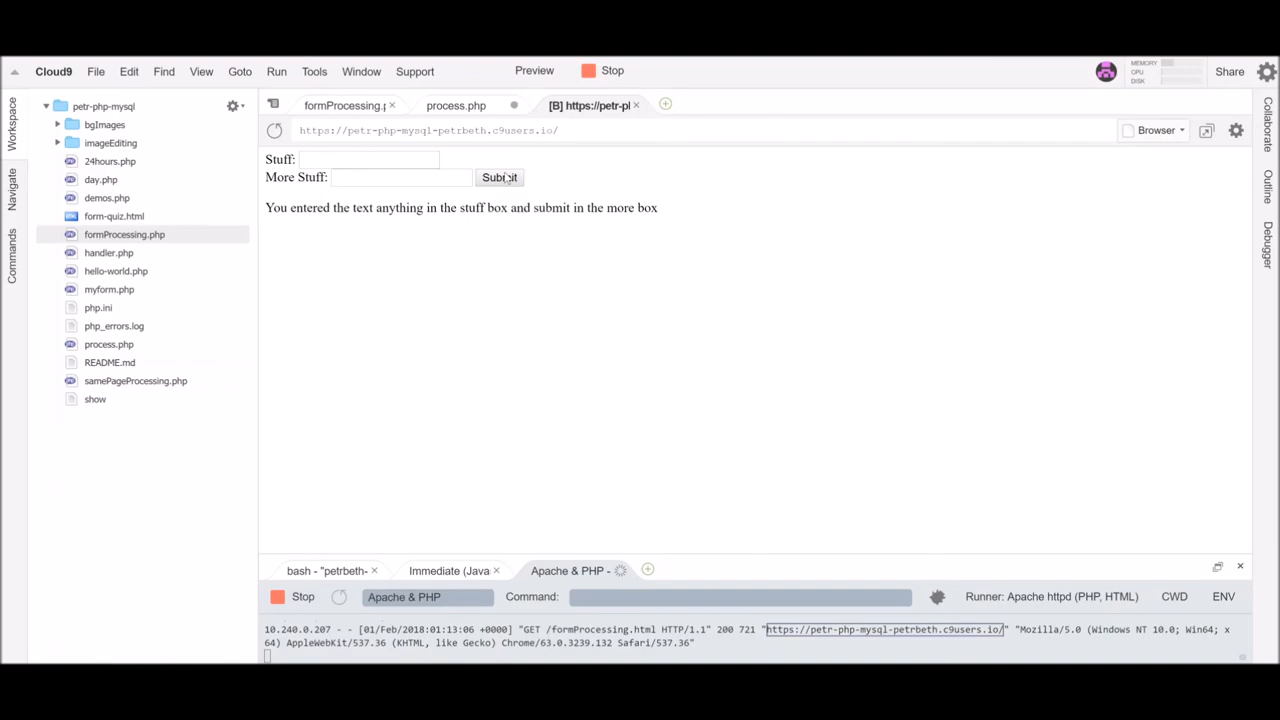 Cloud9 File Edit Find View Goto Run Tools Window Support Preview Stop MEMORY CPU DISK Share
Workspace
Navigate
Commands
petr-php-mysql
bgImages
imageEditing
24hours.php
day.php
demos.php
form-quiz.html
formProcessing.php
handler.php
hello-world.php
myform.php
php.ini
php_errors.log
process.php
README.md
samePageProcessing.php
show
formProcessing.p process.php [B] https://petr-pl
https://petr-php-mysql-petrbeth.c9users.io/ Browser
Stuff:
More Stuff: Submit
You entered the text anything in the stuff box and submit in the more box
Collaborate
Outline
Debugger
bash - "petrbeth- Immediate (Java Apache & PHP -
Stop Apache & PHP Command: Runner: Apache httpd (PHP, HTML) CWD ENV
10.240.0.207 - - [01/Feb/2018:01:13:06 +0000] "GET /formProcessing.html HTTP/1.1" 200 721 "https://petr-php-mysql-petrbeth.c9users.io/" "Mozilla/5.0 (Windows NT 10.0; Win64; x
64) AppleWebKit/537.36 (KHTML, like Gecko) Chrome/63.0.3239.132 Safari/537.36"